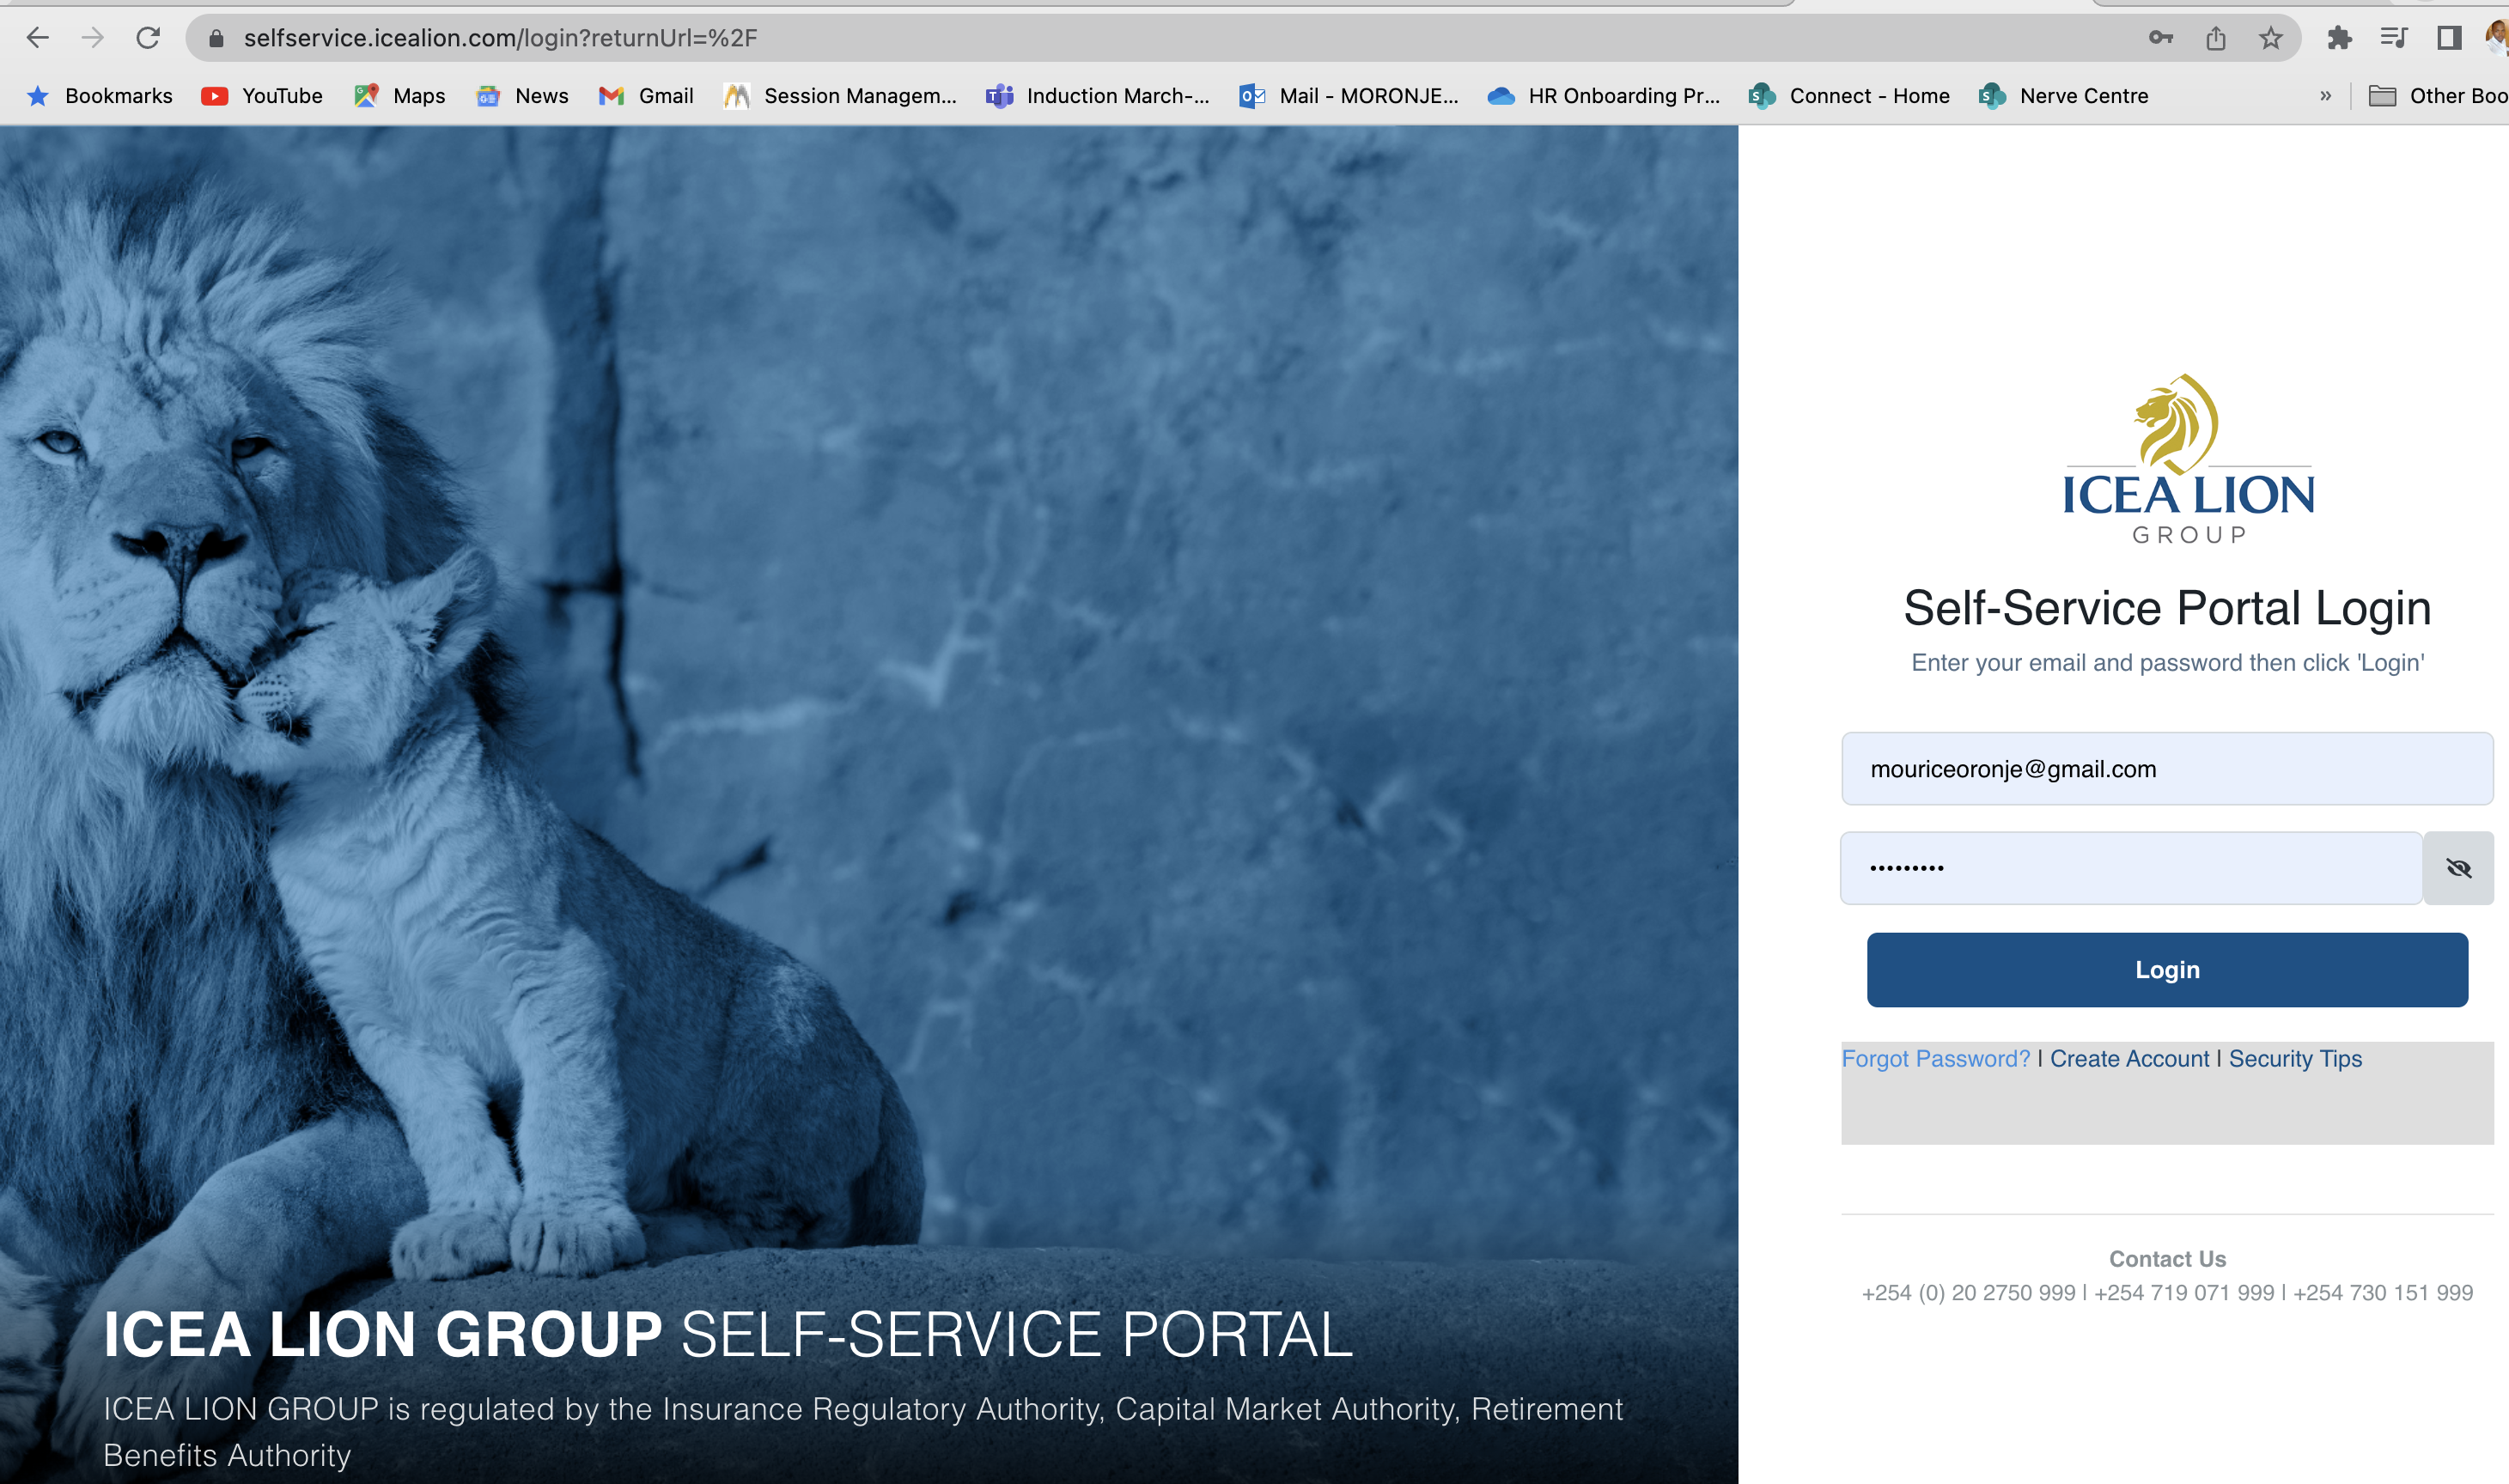 selfservice.icealion.com/login?returnUrl=%2F
Bookmarks YouTube Maps News Gmail Session Managem... Induction March-... Mail - MORONJE... HR Onboarding Pr... Connect - Home Nerve Centre » Other Boo
ICEA LION
GROUP
Self-Service Portal Login
Enter your email and password then click 'Login'
mouriceoronje@gmail.com
•••••••••
Login
Forgot Password? | Create Account | Security Tips
Contact Us
+254 (0) 20 2750 999 | +254 719 071 999 | +254 730 151 999
ICEA LION GROUP SELF-SERVICE PORTAL
ICEA LION GROUP is regulated by the Insurance Regulatory Authority, Capital Market Authority, Retirement
Benefits Authority